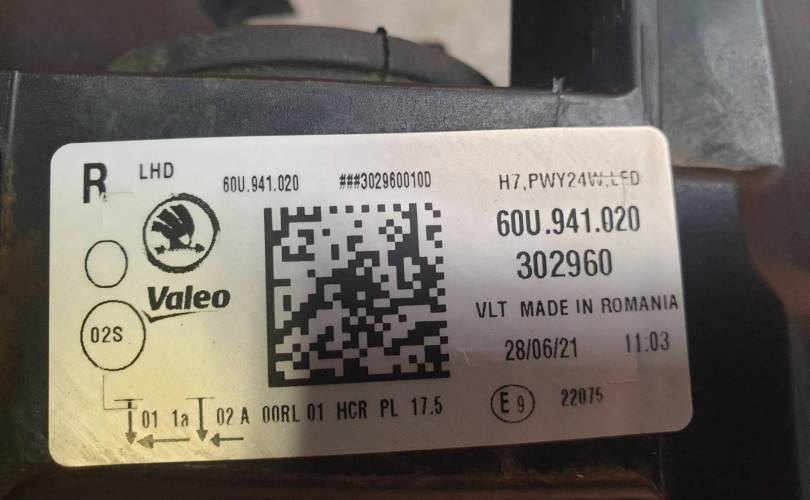 R LHD 60U.941.020 ###302960010D H7,PWY24W,LED
60U.941.020
302960
Valeo
VLT MADE IN ROMANIA
02S
28/06/21 11:03
01 1a 02 A 00RL 01 HCR PL 17.5
E9 22075